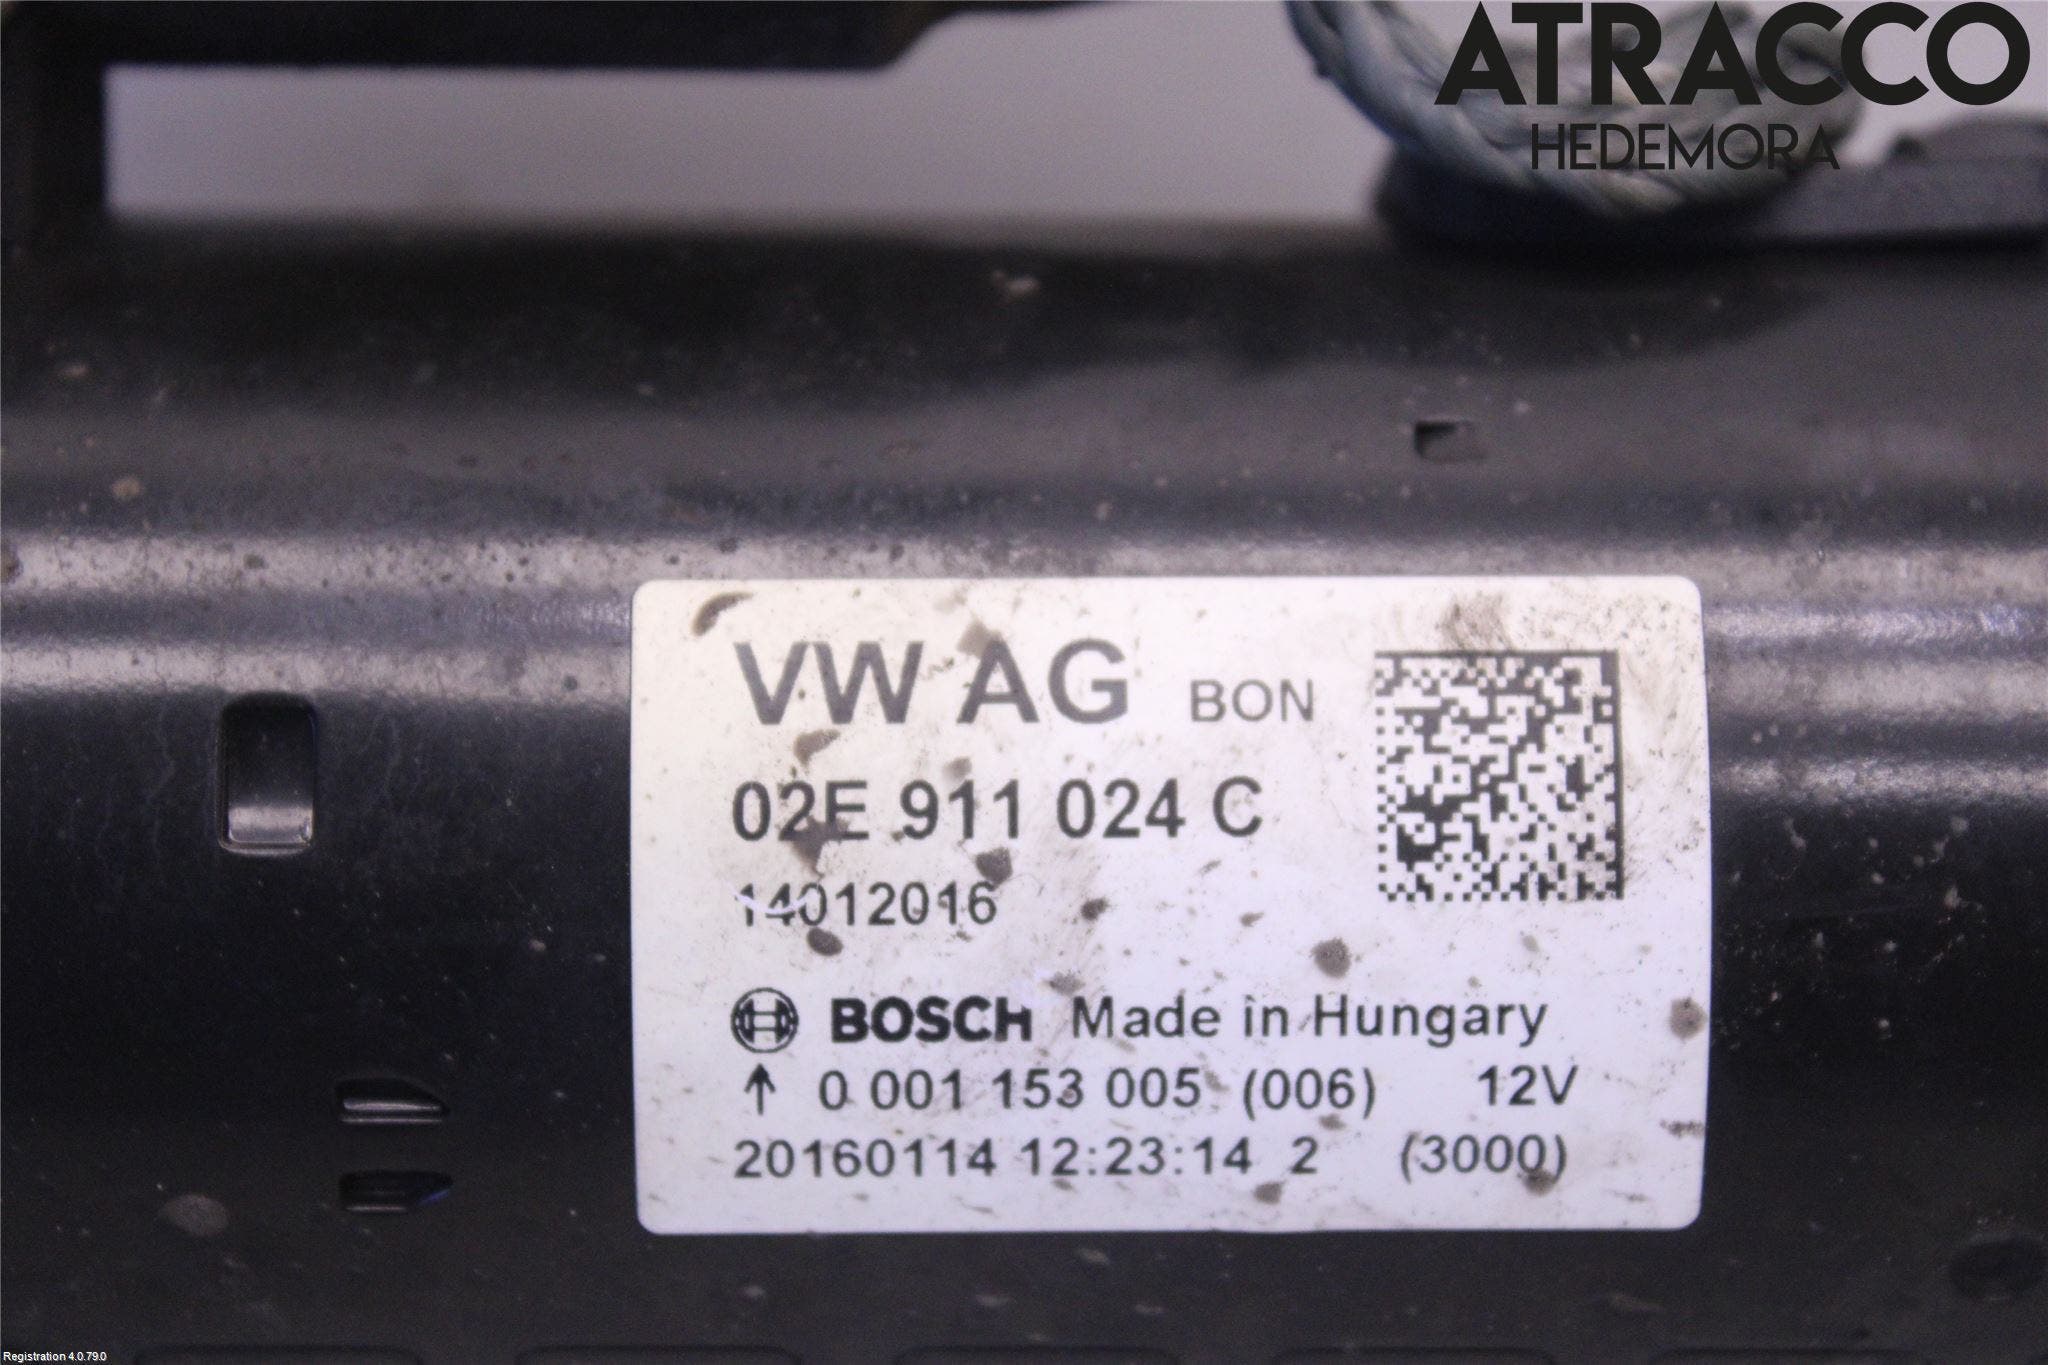 ATRACCO
HEDEMORA
VW AG BON
02E 911 024 C
14012016
BOSCH Made in Hungary
↑ 0 001 153 005 (006) 12V
20160114 12:23:14 2 (3000)
Registration 4.0.79.0